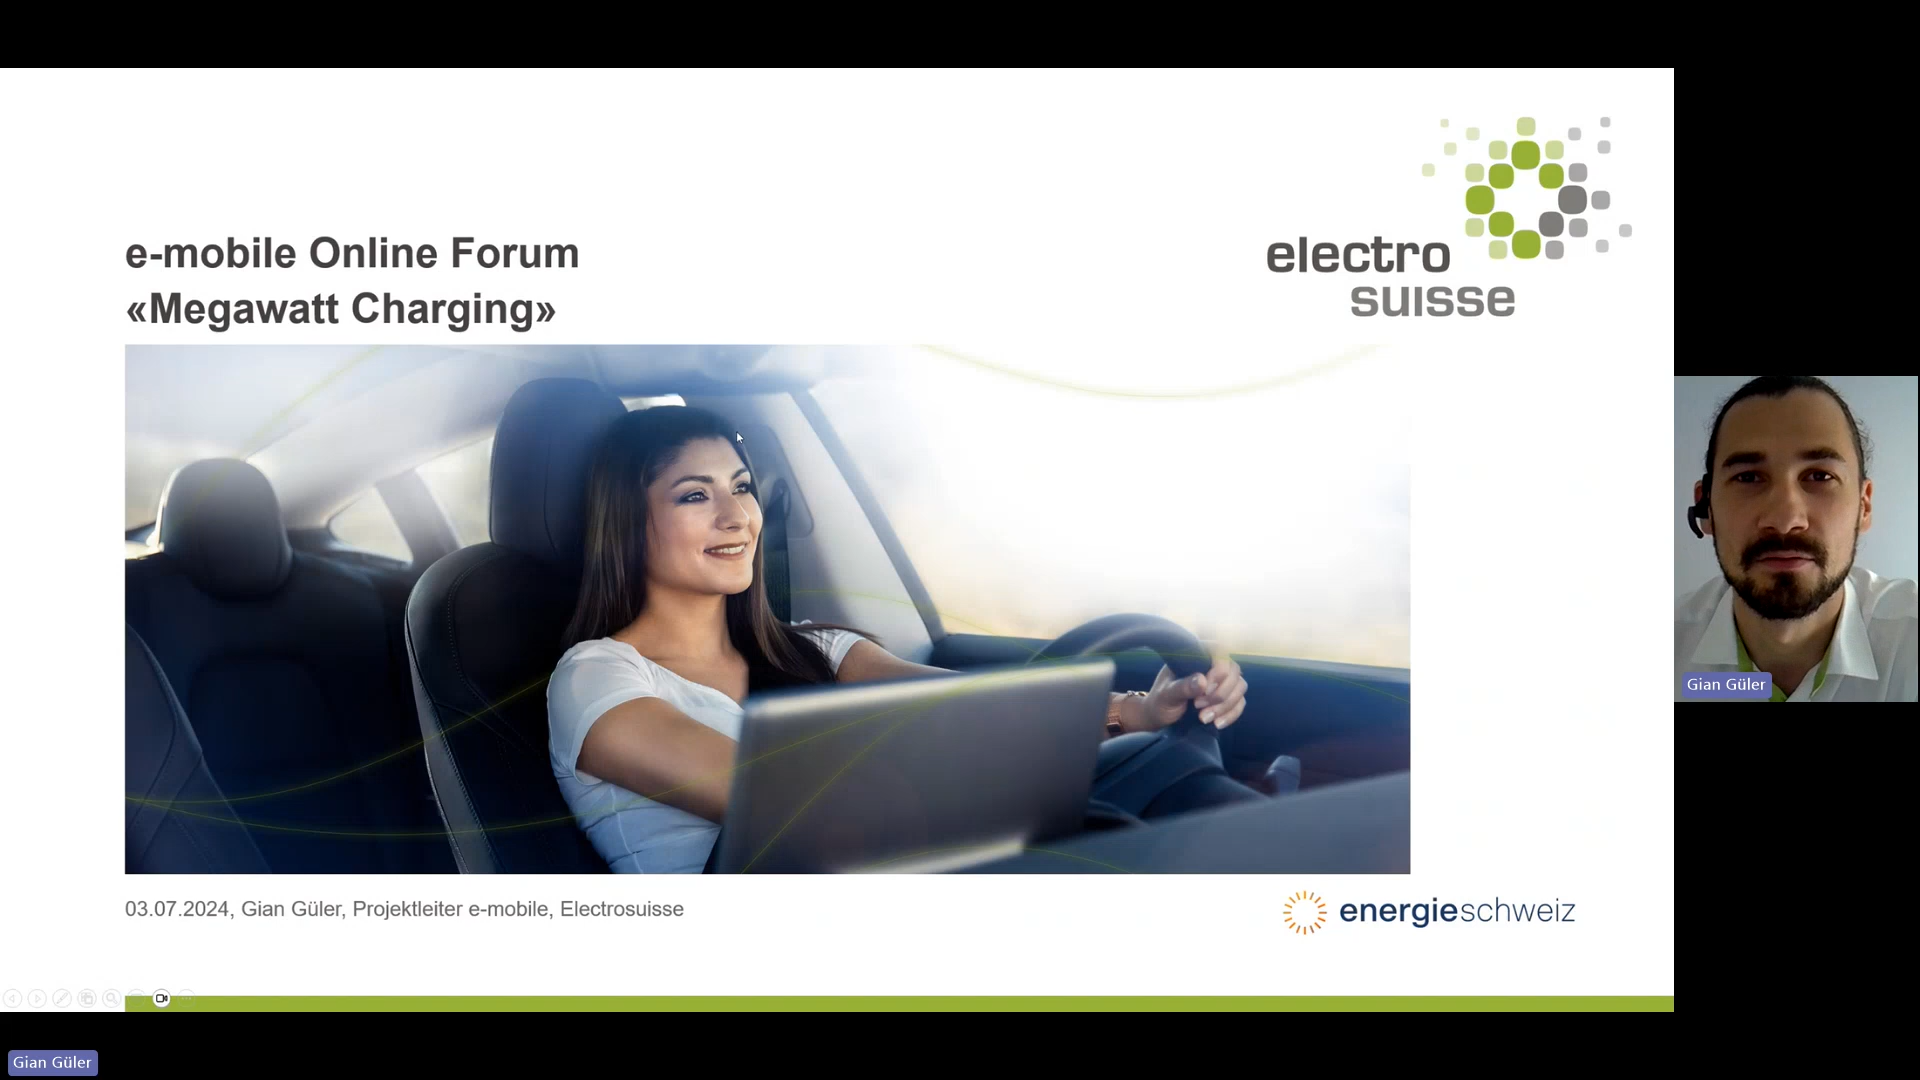 e-mobile Online Forum
«Megawatt Charging»
electro
suisse
03.07.2024, Gian Güler, Projektleiter e-mobile, Electrosuisse
energieschweiz
Gian Güler
Gian Güler